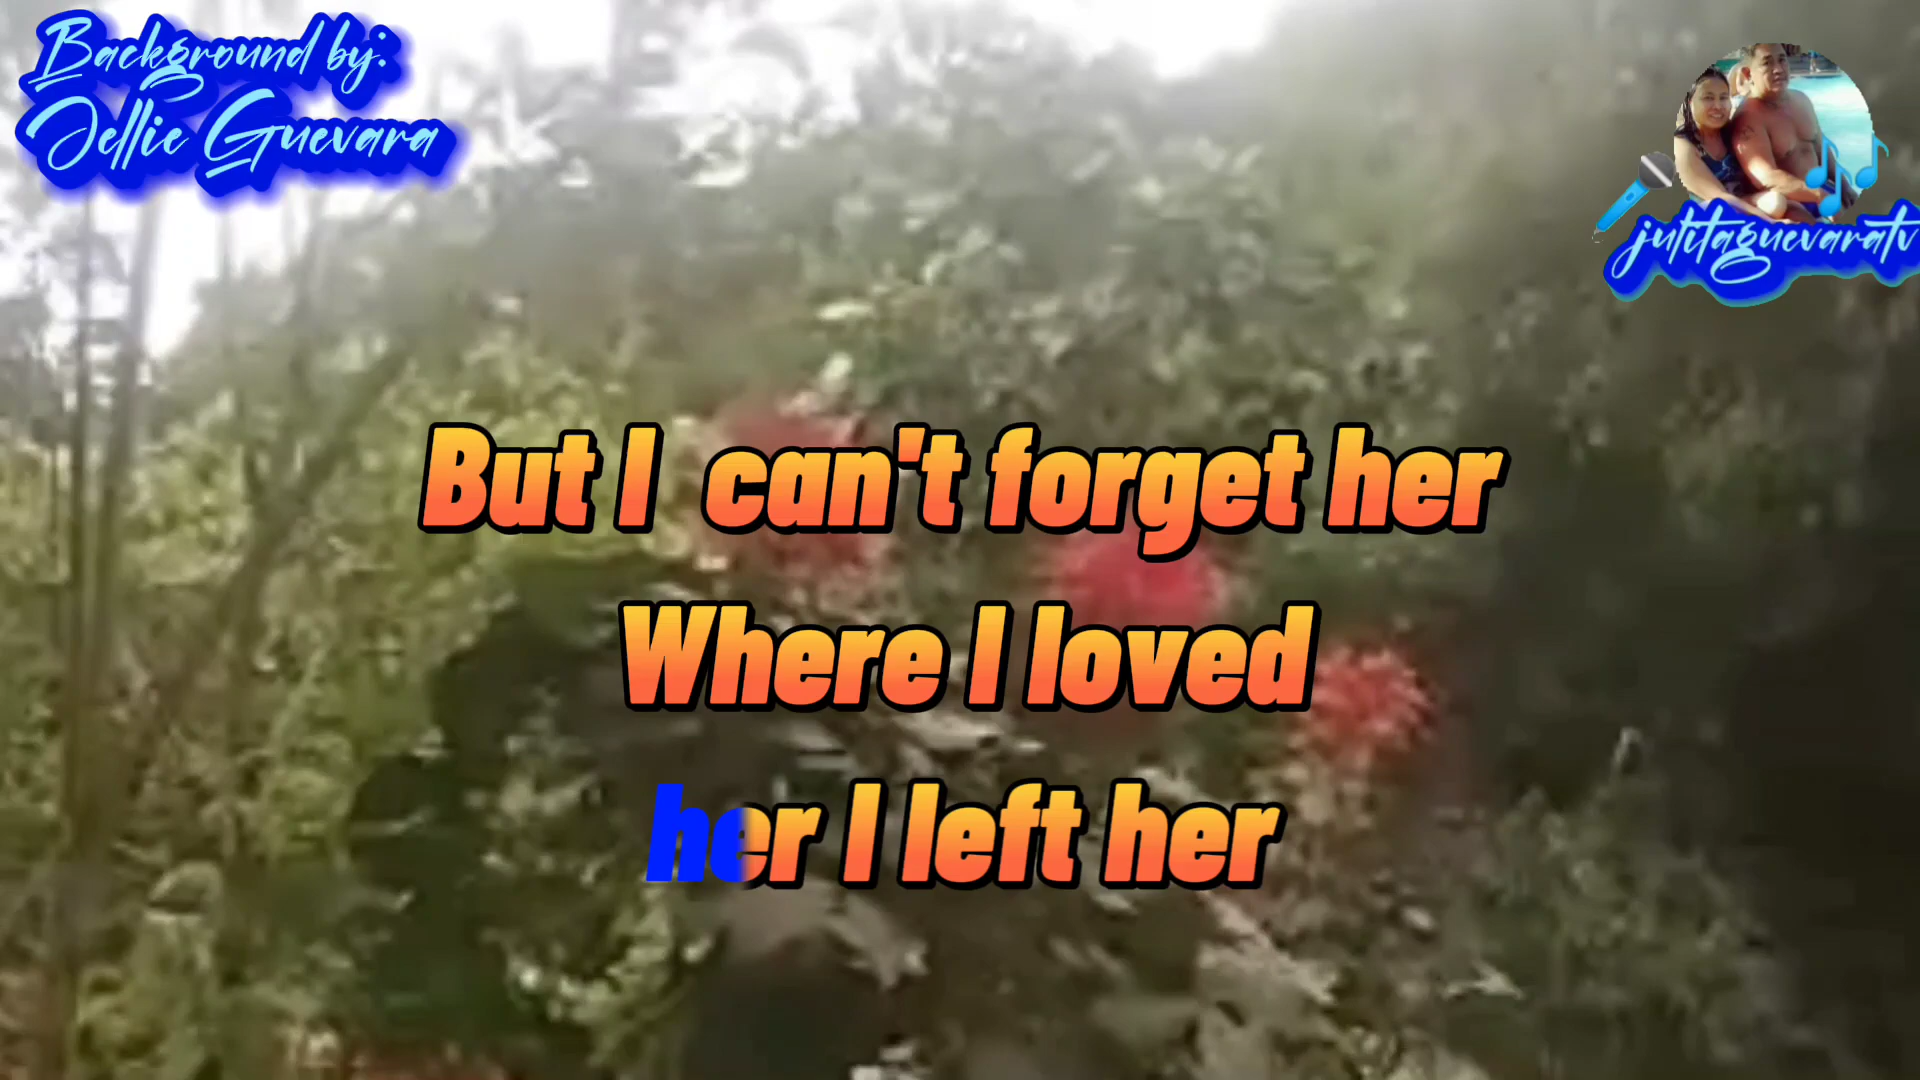 Background by:
Jellie Guevara
julitaguevaratv
But I can't forget her
Where I loved
her I left her